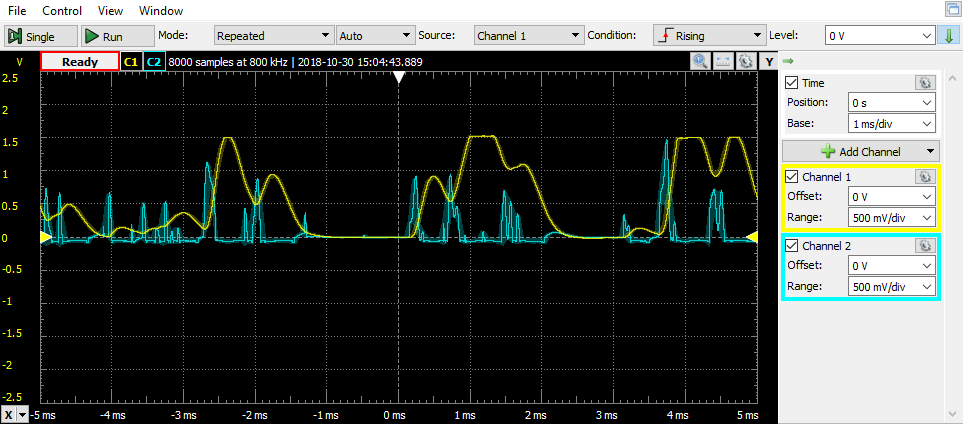 File Control View Window
Single Run Mode: Repeated Auto Source: Channel 1 Condition: Rising Level: 0 V
V Ready C1 C2 8000 samples at 800 kHz | 2018-10-30 15:04:43.889 Y
2.5
2
1.5
1
0.5
0
-0.5
-1
-1.5
-2
-2.5
X -5 ms -4 ms -3 ms -2 ms -1 ms 0 ms 1 ms 2 ms 3 ms 4 ms 5 ms
Time
Position: 0 s
Base: 1 ms/div
Add Channel
Channel 1
Offset: 0 V
Range: 500 mV/div
Channel 2
Offset: 0 V
Range: 500 mV/div